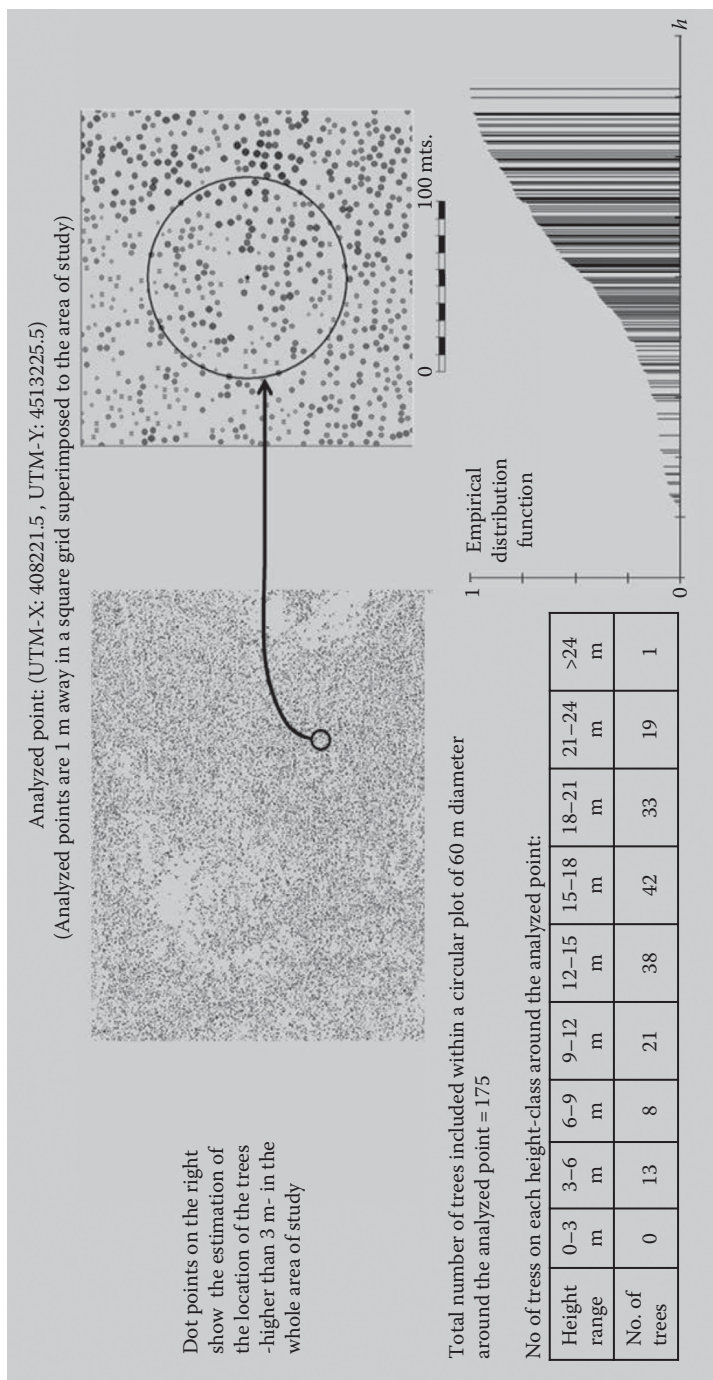 Analyzed point: (UTM-X: 408221.5 , UTM-Y: 4513225.5)
(Analyzed points are 1 m away in a square grid superimposed to the area of study)
Dot points on the right
show the estimation of
the location of the trees
-higher than 3 m- in the
whole area of study
0 100 mts.
Total number of trees included within a circular plot of 60 m diameter
around the analyzed point = 175
No of tress on each height-class around the analyzed point:
Height 0–3 3–6 6–9 9–12 12–15 15–18 18–21 21–24 >24
range m m m m m m m m m
No. of 0 13 8 21 38 42 33 19 1
trees
Empirical
distribution
function
1
0
h